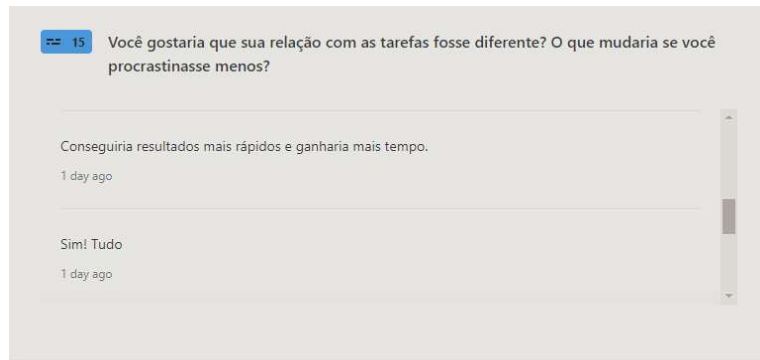 15 Você gostaria que sua relação com as tarefas fosse diferente? O que mudaria se você
procrastinasse menos?
Conseguiria resultados mais rápidos e ganharia mais tempo.
1 day ago
Sim! Tudo
1 day ago